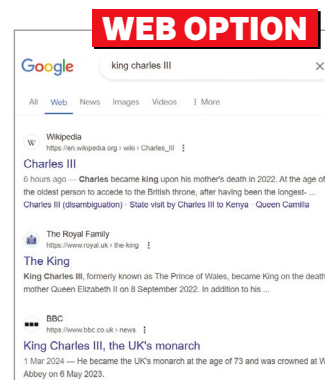 WEB OPTION
Google king charles III ×
All Web News Images Videos ⋮ More
W Wikipedia
https://en.wikipedia.org › wiki › Charles_III ⋮
Charles III
6 hours ago — Charles became king upon his mother's death in 2022. At the age of
the oldest person to accede to the British throne, after having been the longest- ...
Charles III (disambiguation) · State visit by Charles III to Kenya · Queen Camilla
The Royal Family
https://www.royal.uk › the-king ⋮
The King
King Charles III, formerly known as The Prince of Wales, became King on the death
mother Queen Elizabeth II on 8 September 2022. In addition to his ...
BBC
https://www.bbc.co.uk › news ⋮
King Charles III, the UK's monarch
1 Mar 2024 — He became the UK's monarch at the age of 73 and was crowned at W
Abbey on 6 May 2023.